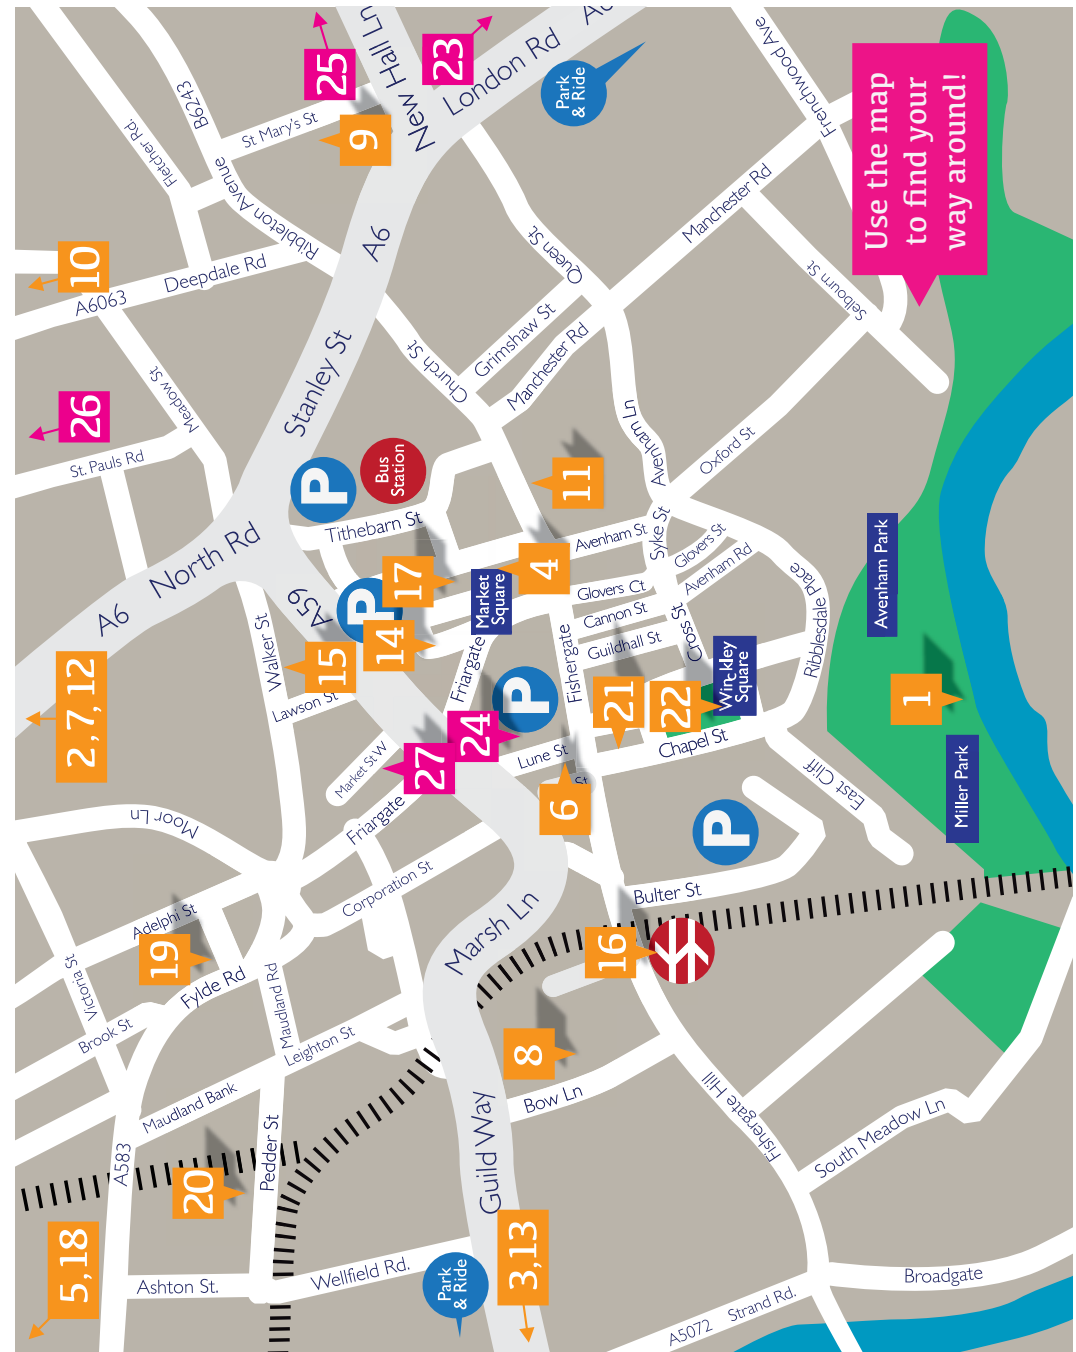 25
New Hall Ln
23
London Rd
Park
& Ride
Frenchwood Ave
Frenchwood
Use the map
to find your
way around!
B6243
Fletcher Rd.
St Mary's St
9
Ribbleton Avenue
10
A6063
Deepdale Rd
A6
Queen St
Manchester Rd
Selbourn St
26
St. Pauls Rd
Meadow St
Stanley St
Church St
Grimshaw St
Manchester Rd
Avenham Ln
Oxford St
P
Bus
Station
Tithebarn St
11
A6
North Rd
A59
P
17
14
15
Market
Square
4
Avenham St
Syke St
Glovers St
Avenham Rd
Glovers Ct
Cannon St
Guildhall St
Cross St
Fishergate
Friargate
Ribblesdale Place
Avenham Park
2,7,12
Walker St
Lawson St
Market St W
27
24
P
21
22
Winckley
Square
1
Lune St
Chapel St
6
St
East Cliff
Miller Park
Moor Ln
Friargate
Corporation St
P
Bulter St
Adelphi St
19
Victoria St
Fylde Rd
Maudland Rd
Brook St
Leighton St
Marsh Ln
16
8
Bow Ln
Maudland Bank
A583
Pedder St
20
Guild Way
Fishergate Hill
South Meadow Ln
5,18
Ashton St.
Wellfield Rd.
Park
& Ride
3,13
A5072
Strand Rd.
Broadgate